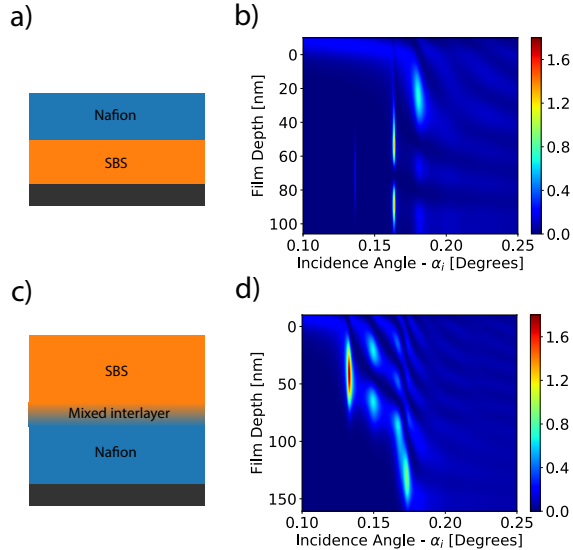 a)
Nafion
SBS
b)
0
20
40
60
80
100
Film Depth [nm]
0.10 0.15 0.20 0.25
Incidence Angle - αi [Degrees]
1.6
1.2
0.8
0.4
0.0
c)
SBS
Mixed interlayer
Nafion
d)
0
50
100
150
Film Depth [nm]
0.10 0.15 0.20 0.25
Incidence Angle - αi [Degrees]
1.6
1.2
0.8
0.4
0.0